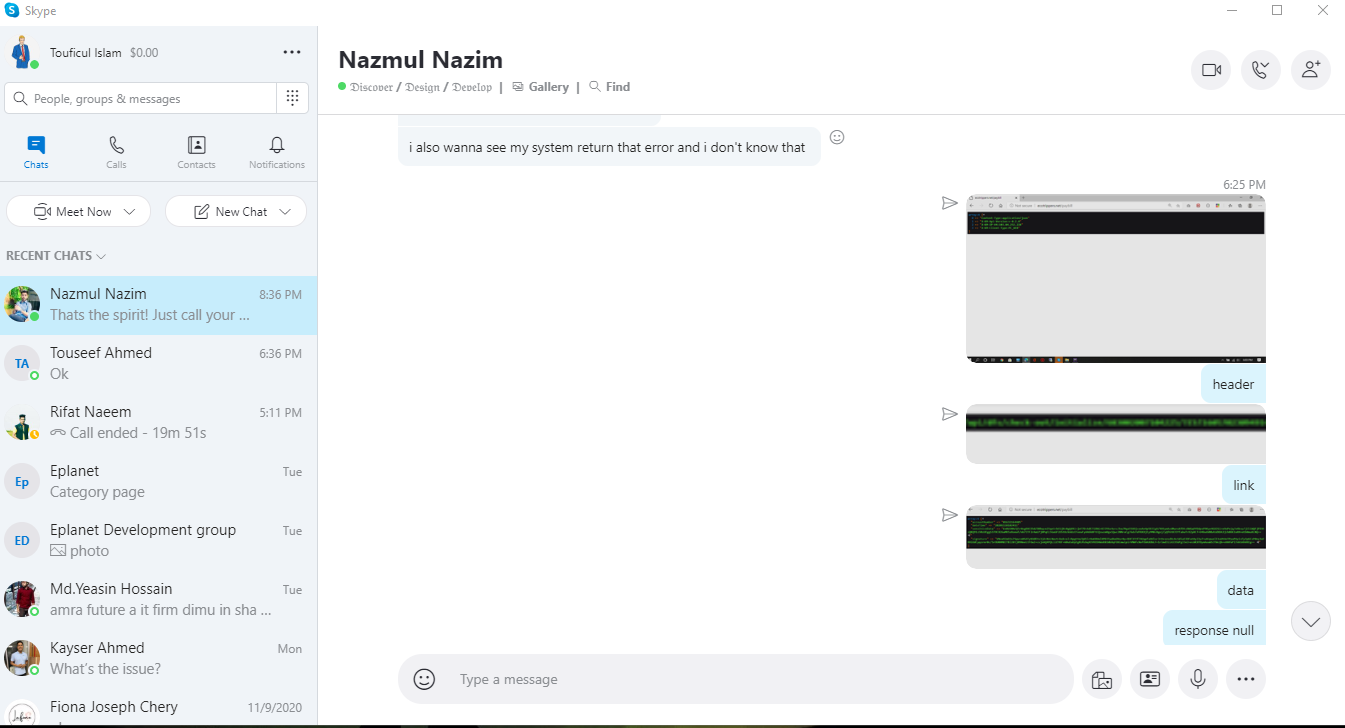 Skype
Touficul Islam $0.00
People, groups & messages
Chats
Calls
Contacts
Notifications
Meet Now
New Chat
RECENT CHATS
Nazmul Nazim 8:36 PM
Thats the spirit! Just call your ...
TA
Touseef Ahmed 6:36 PM
Ok
Rifat Naeem 5:11 PM
Call ended - 19m 51s
Ep
Eplanet Tue
Category page
ED
Eplanet Development group Tue
photo
Md.Yeasin Hossain Tue
amra future a it firm dimu in sha ...
Kayser Ahmed Mon
What's the issue?
Fiona Joseph Chery 11/9/2020
Nazmul Nazim
𝔇𝔦𝔰𝔠𝔬𝔳𝔢𝔯 / 𝔇𝔢𝔰𝔦𝔤𝔫 / 𝔇𝔢𝔳𝔢𝔩𝔬𝔭 | Gallery | Find
i also wanna see my system return that error and i don't know that
6:25 PM
header
link
data
response null
Type a message